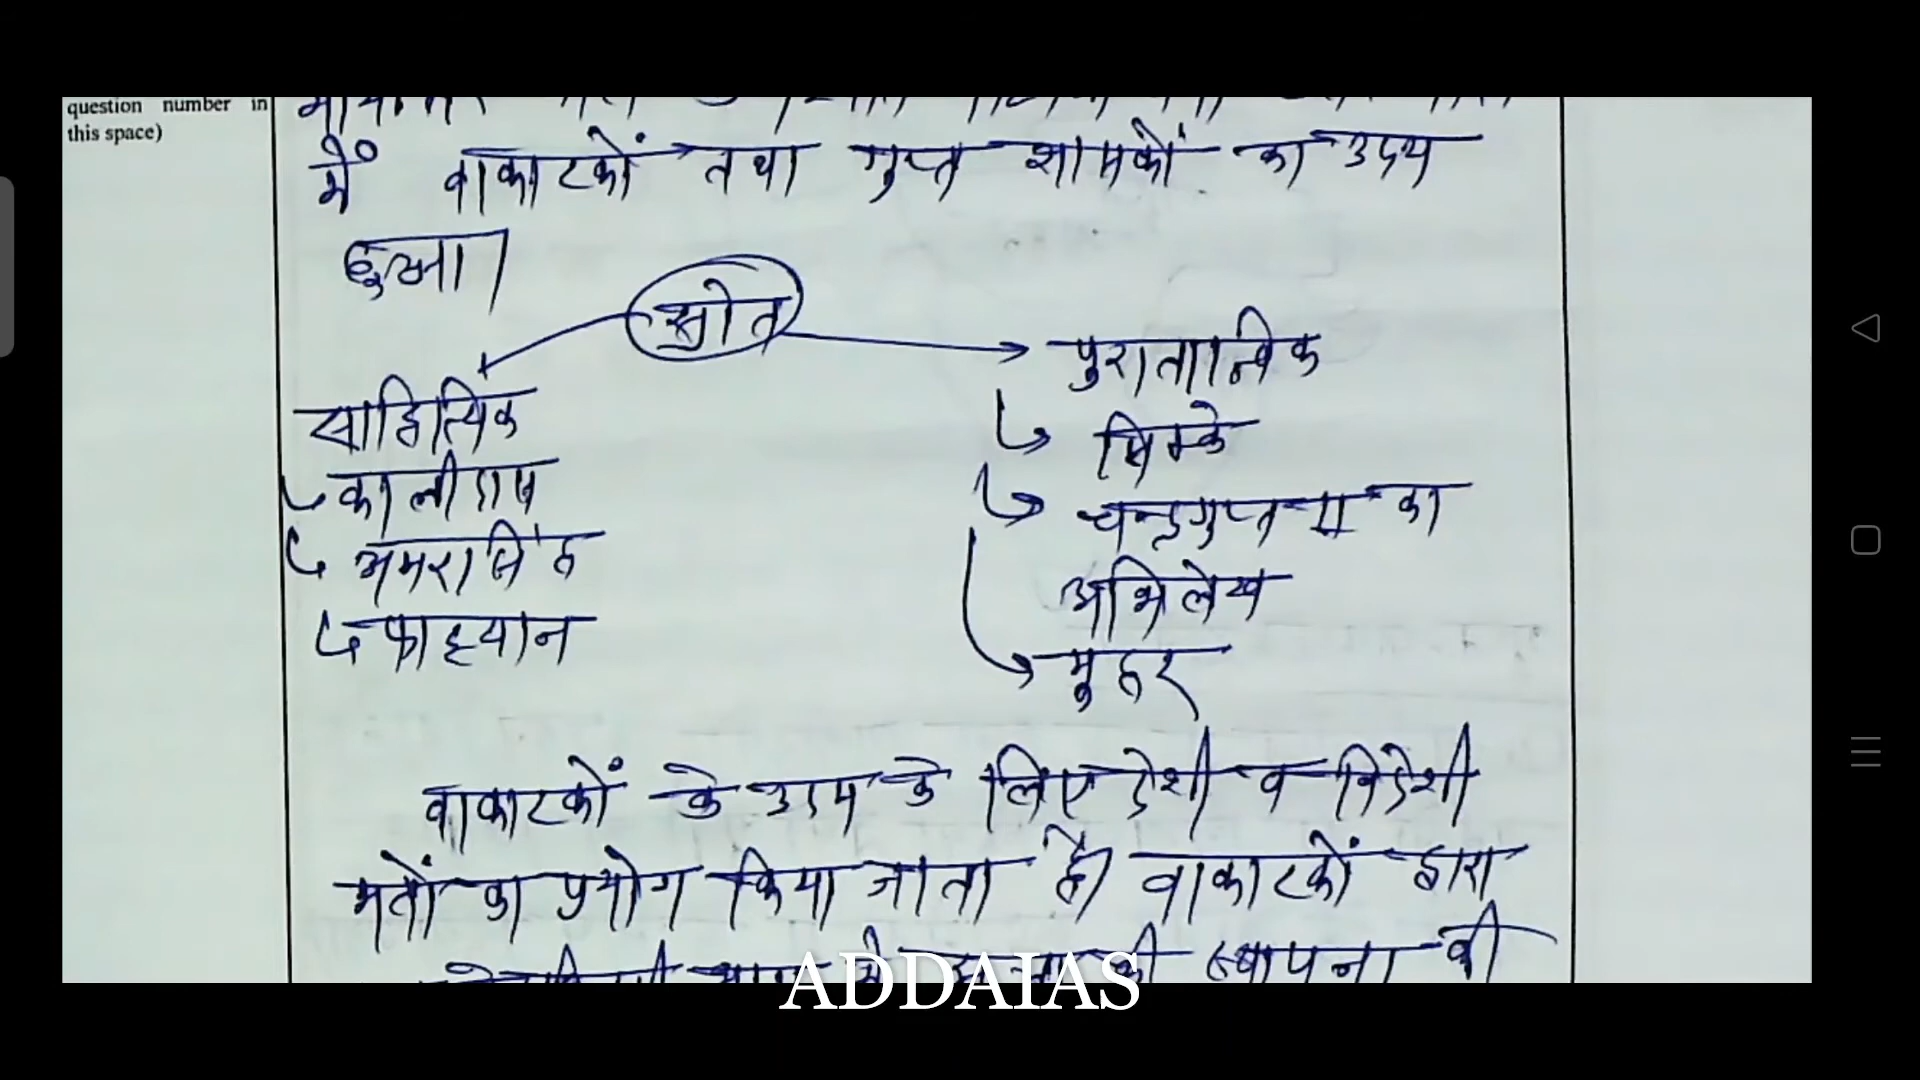 question number in
this space)
में वाकाटकों तथा गुप्त शासकों का उदय
हुआ।
स्रोत
पुरातात्विक
साहित्यिक
सिक्के
कालीदास
चन्द्रगुप्त II का
अमरसिंह
अभिलेख
फाह्यान
मुहर
वाकाटकों के उदय के लिए देशी व विदेशी
मतों का प्रयोग किया जाता है। वाकाटकों द्वारा
की स्थापना की
ADDAIAS